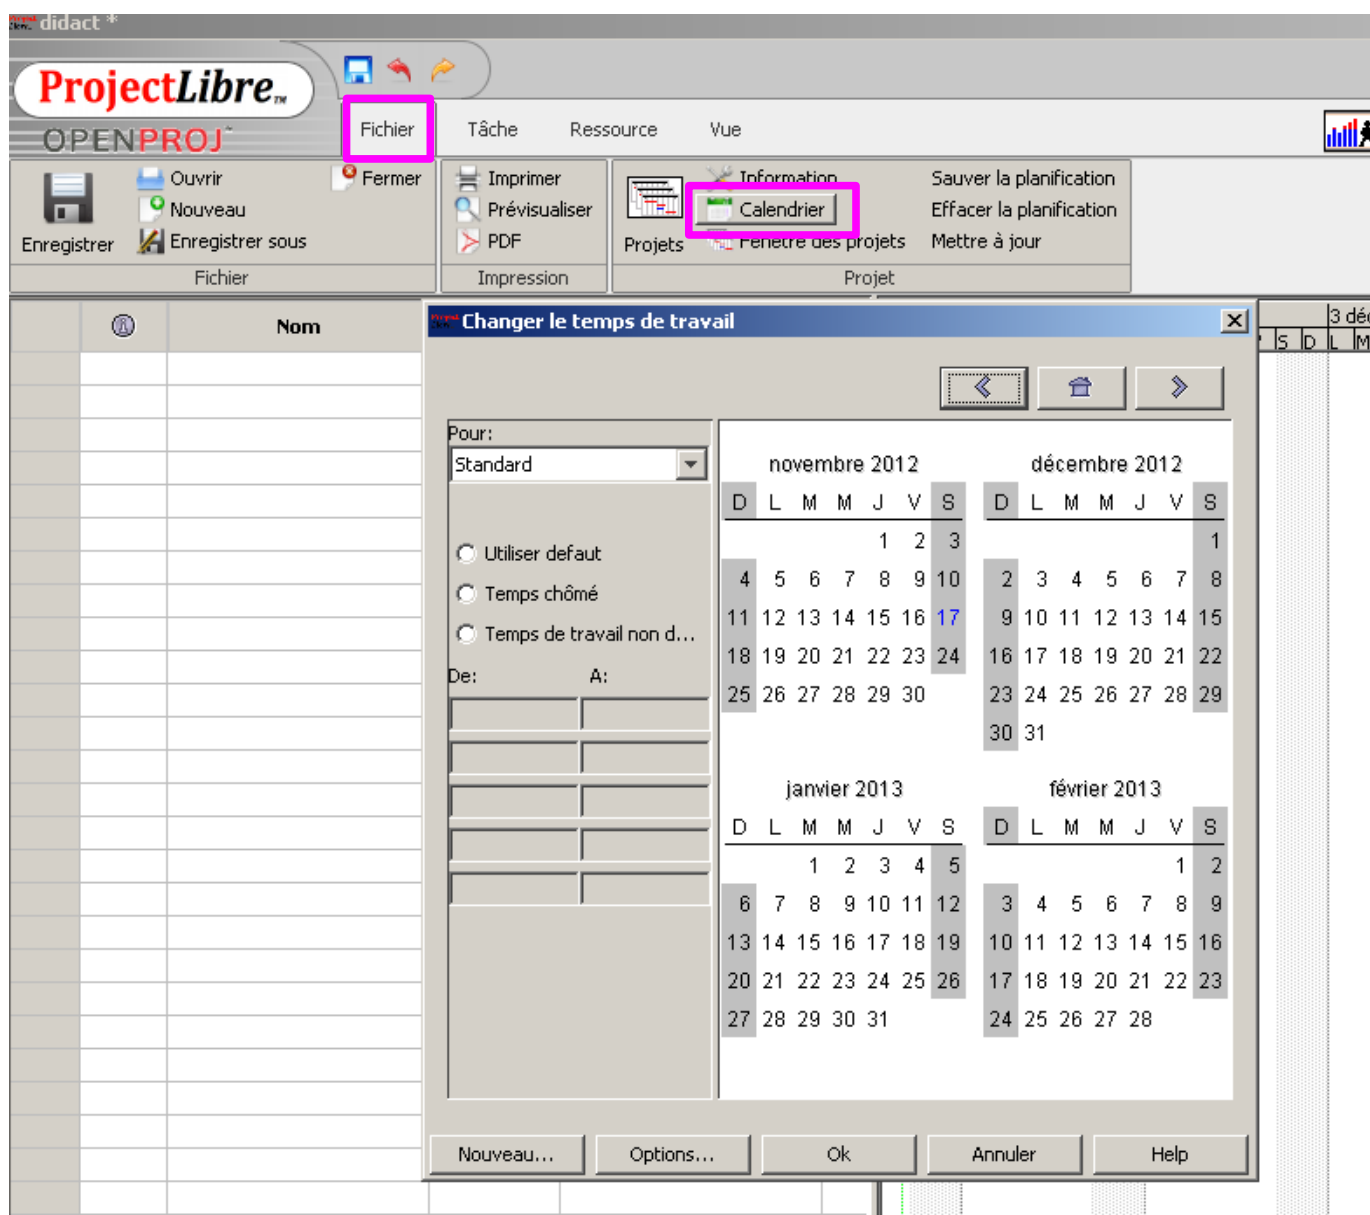 didact *
ProjectLibre TM
OPENPROJ
Fichier Tâche Ressource Vue
Ouvrir Fermer Imprimer Information Sauver la planification
Nouveau Prévisualiser Calendrier Effacer la planification
Enregistrer Enregistrer sous PDF Projets Fenêtre des projets Mettre à jour
Fichier Impression Projet
Nom
3 déc
S D L M
Changer le temps de travail
Pour:
Standard
Utiliser defaut
Temps chômé
Temps de travail non d...
De: A:
novembre 2012
D L M M J V S
1 2 3
4 5 6 7 8 9 10
11 12 13 14 15 16 17
18 19 20 21 22 23 24
25 26 27 28 29 30
décembre 2012
D L M M J V S
1
2 3 4 5 6 7 8
9 10 11 12 13 14 15
16 17 18 19 20 21 22
23 24 25 26 27 28 29
30 31
janvier 2013
D L M M J V S
1 2 3 4 5
6 7 8 9 10 11 12
13 14 15 16 17 18 19
20 21 22 23 24 25 26
27 28 29 30 31
février 2013
D L M M J V S
1 2
3 4 5 6 7 8 9
10 11 12 13 14 15 16
17 18 19 20 21 22 23
24 25 26 27 28
Nouveau... Options... Ok Annuler Help